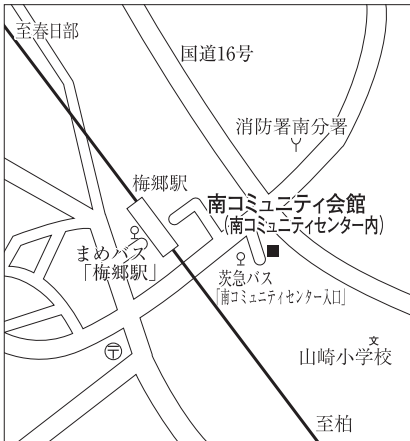 至春日部
国道16号
消防署南分署
梅郷駅
南コミュニティ会館
(南コミュニティセンター内)
まめバス
「梅郷駅」
茨急バス
「南コミュニティセンター入口」
文
山崎小学校
至柏